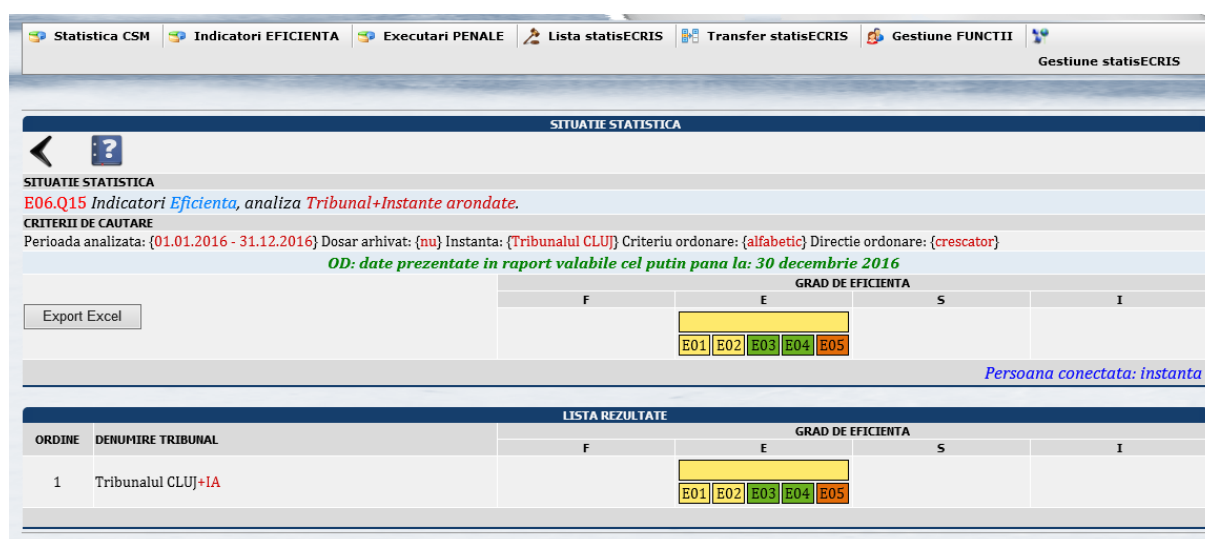 Statistica CSM Indicatori EFICIENTA Executari PENALE Lista statisECRIS Transfer statisECRIS Gestiune FUNCTII
Gestiune statisECRIS
SITUATIE STATISTICA
SITUATIE STATISTICA
E06.Q15 Indicatori Eficienta, analiza Tribunal+Instante arondate.
CRITERII DE CAUTARE
Perioada analizata: {01.01.2016 - 31.12.2016} Dosar arhivat: {nu} Instanta: {Tribunalul CLUJ} Criteriu ordonare: {alfabetic} Directie ordonare: {crescator}
OD: date prezentate in raport valabile cel putin pana la: 30 decembrie 2016
GRAD DE EFICIENTA
F E S I
Export Excel
E01 E02 E03 E04 E05
Persoana conectata: instanta
LISTA REZULTATE
ORDINE DENUMIRE TRIBUNAL GRAD DE EFICIENTA
F E S I
1 Tribunalul CLUJ+IA
E01 E02 E03 E04 E05